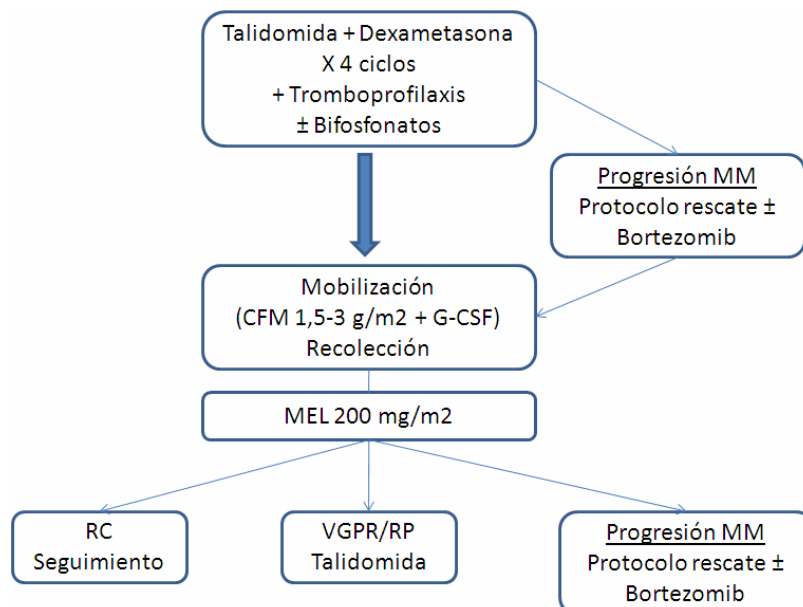 Talidomida + Dexametasona
X 4 ciclos
+ Tromboprofilaxis
± Bifosfonatos
Progresión MM
Protocolo rescate ±
Bortezomib
Mobilización
(CFM 1,5-3 g/m2 + G-CSF)
Recolección
MEL 200 mg/m2
RC
Seguimiento
VGPR/RP
Talidomida
Progresión MM
Protocolo rescate ±
Bortezomib